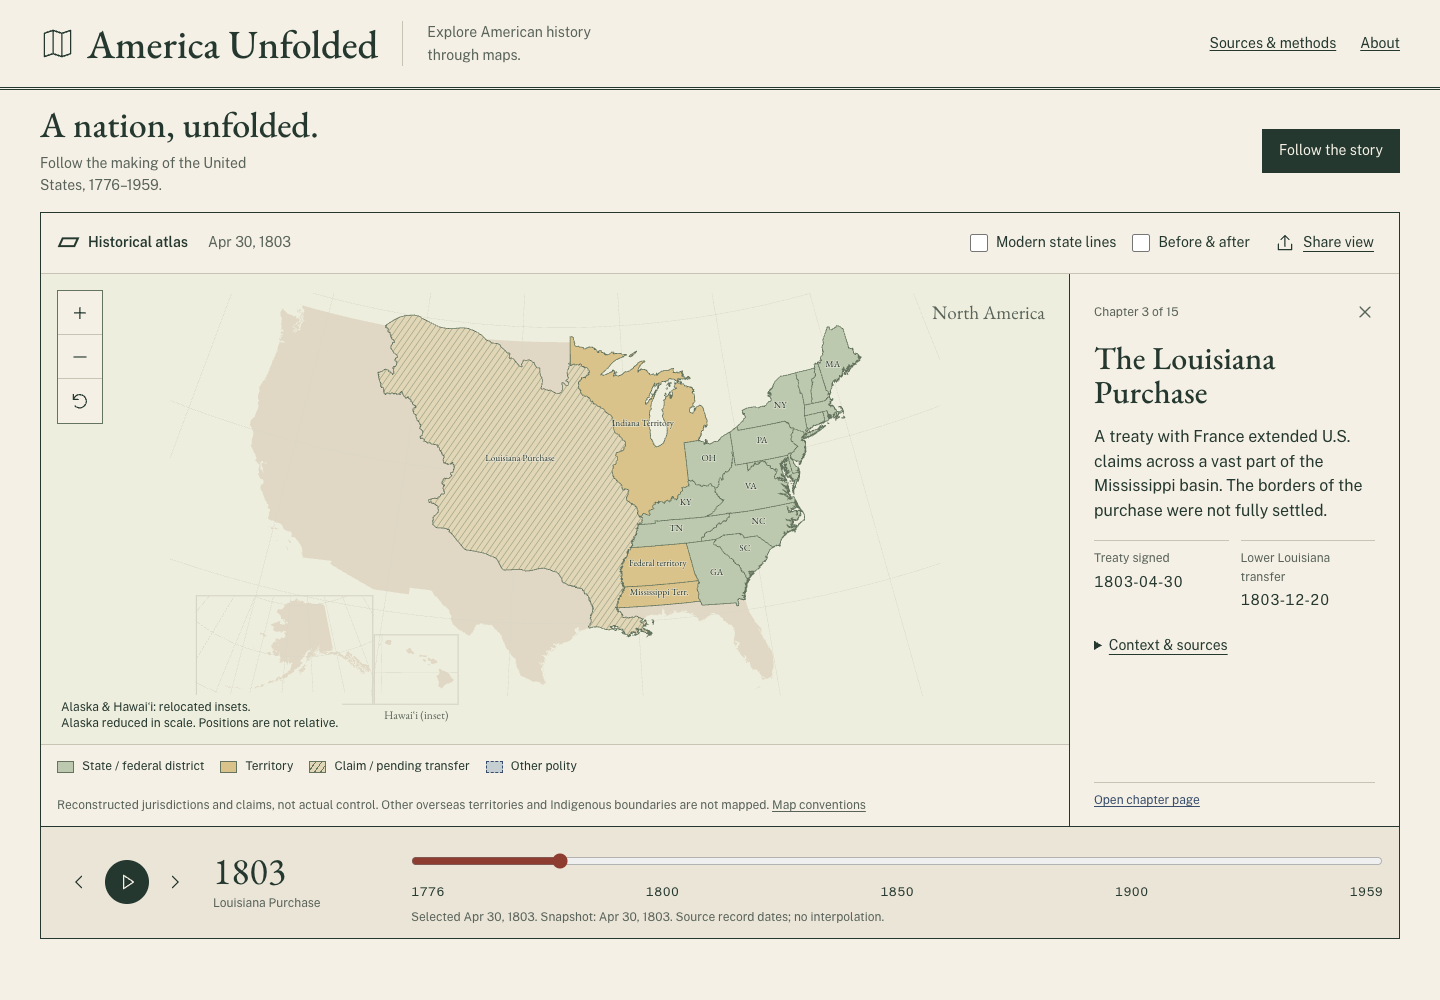 America Unfolded
Explore American history
through maps.
Sources & methods
About
A nation, unfolded.
Follow the making of the United
States, 1776–1959.
Follow the story
Historical atlas
Apr 30, 1803
Modern state lines
Before & after
Share view
North America
MA
NY
Indiana Territory
PA
Louisiana Purchase
OH
VA
KY
NC
TN
SC
Federal territory
GA
Mississippi Terr.
Alaska & Hawaiʻi: relocated insets.
Alaska reduced in scale. Positions are not relative.
Hawaiʻi (inset)
State / federal district
Territory
Claim / pending transfer
Other polity
Reconstructed jurisdictions and claims, not actual control. Other overseas territories and Indigenous boundaries are not mapped. Map conventions
Chapter 3 of 15
The Louisiana
Purchase
A treaty with France extended U.S.
claims across a vast part of the
Mississippi basin. The borders of the
purchase were not fully settled.
Treaty signed
1803-04-30
Lower Louisiana
transfer
1803-12-20
Context & sources
Open chapter page
1803
Louisiana Purchase
1776
1800
1850
1900
1959
Selected Apr 30, 1803. Snapshot: Apr 30, 1803. Source record dates; no interpolation.